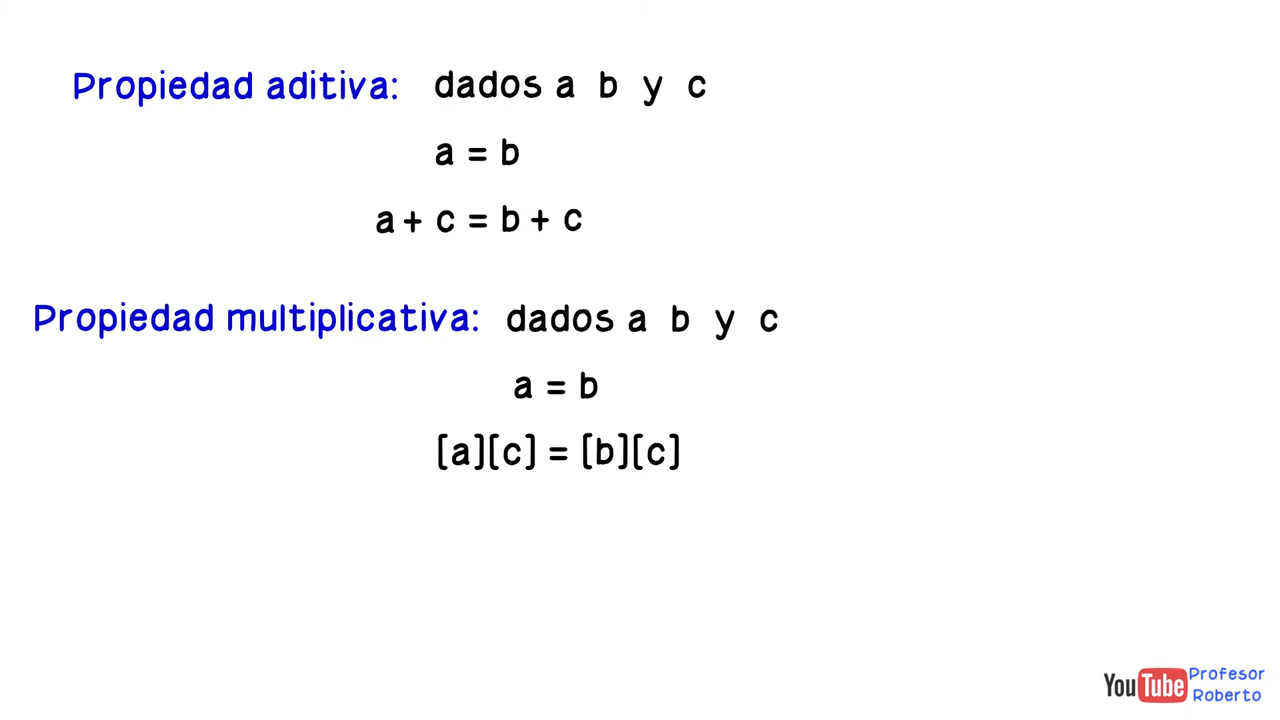 Propiedad aditiva: dados a b y c
a = b
a + c = b + c
Propiedad multiplicativa: dados a b y c
a = b
[a][c] = [b][c]
YouTube Profesor
Roberto